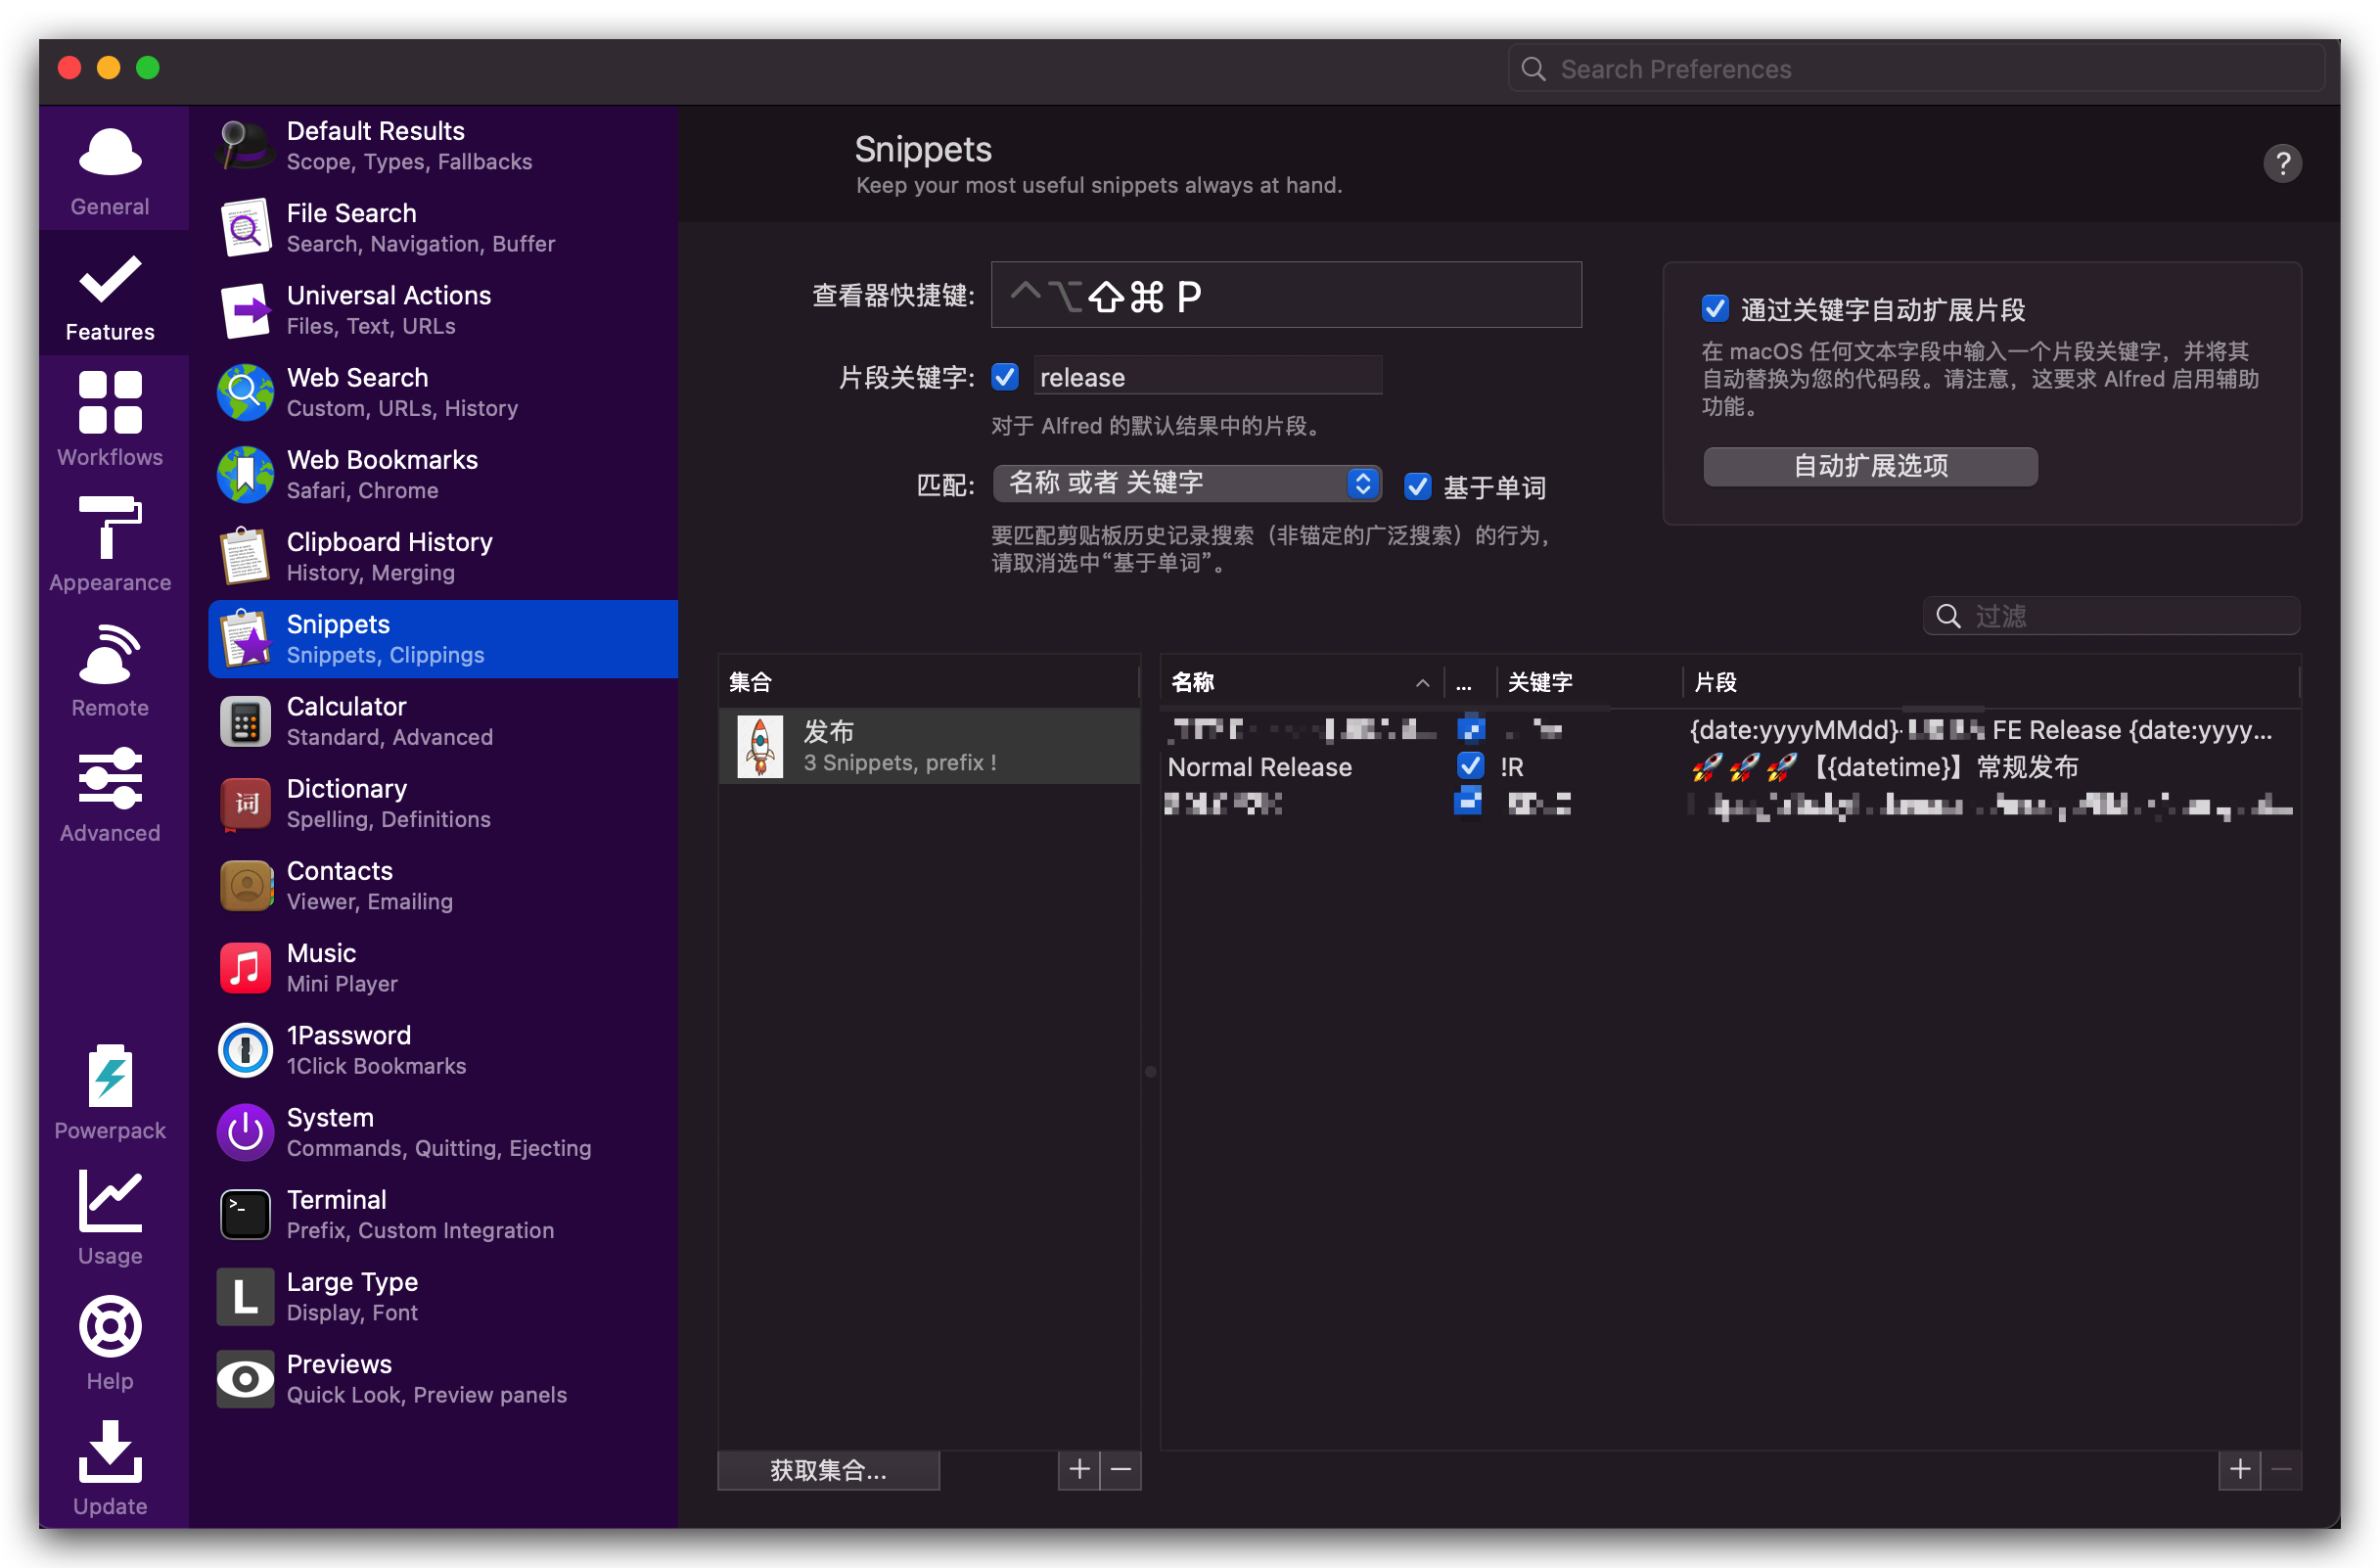 Search Preferences
General
Features
Workflows
Appearance
Remote
Advanced
Powerpack
Usage
Help
Update
Default Results
Scope, Types, Fallbacks
File Search
Search, Navigation, Buffer
Universal Actions
Files, Text, URLs
Web Search
Custom, URLs, History
Web Bookmarks
Safari, Chrome
Clipboard History
History, Merging
Snippets
Snippets, Clippings
Calculator
Standard, Advanced
Dictionary
Spelling, Definitions
Contacts
Viewer, Emailing
Music
Mini Player
1Password
1Click Bookmarks
System
Commands, Quitting, Ejecting
Terminal
Prefix, Custom Integration
Large Type
Display, Font
Previews
Quick Look, Preview panels
Snippets
Keep your most useful snippets always at hand.
?
查看器快捷键: ⌃⌥⇧⌘ P
片段关键字: release
对于 Alfred 的默认结果中的片段。
匹配: 名称 或者 关键字 基于单词
要匹配剪贴板历史记录搜索（非锚定的广泛搜索）的行为，
请取消选中“基于单词”。
通过关键字自动扩展片段
在 macOS 任何文本字段中输入一个片段关键字，并将其
自动替换为您的代码段。请注意，这要求 Alfred 启用辅助
功能。
自动扩展选项
过滤
集合
发布
3 Snippets, prefix !
名称 ... 关键字 片段
{date:yyyyMMdd}- FE Release {date:yyyy...
Normal Release !R 🚀🚀🚀【{datetime}】常规发布
获取集合...